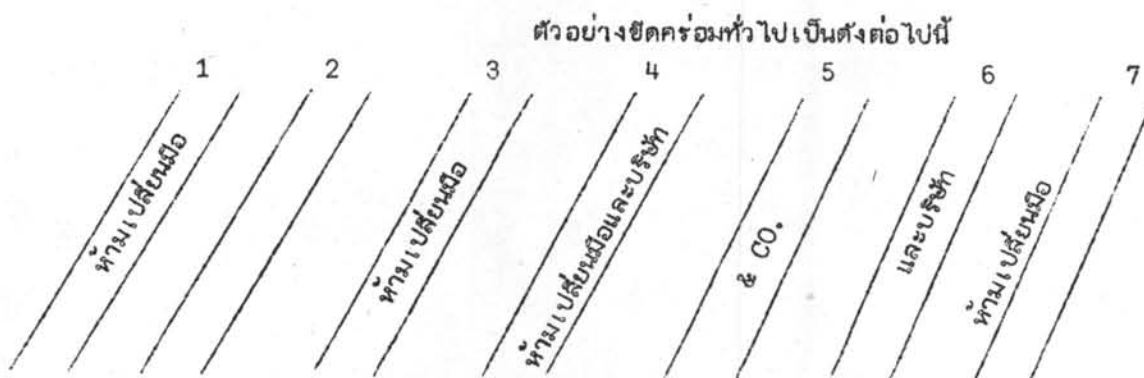 ตัวอย่างขีดคร่อมทั่วไปเป็นดังต่อไปนี้
1 2 3 4 5 6 7
ห้ามเปลี่ยนมือ
ห้ามเปลี่ยนมือ
ห้ามเปลี่ยนมือและบริษัท
& CO.
และบริษัท
ห้ามเปลี่ยนมือ